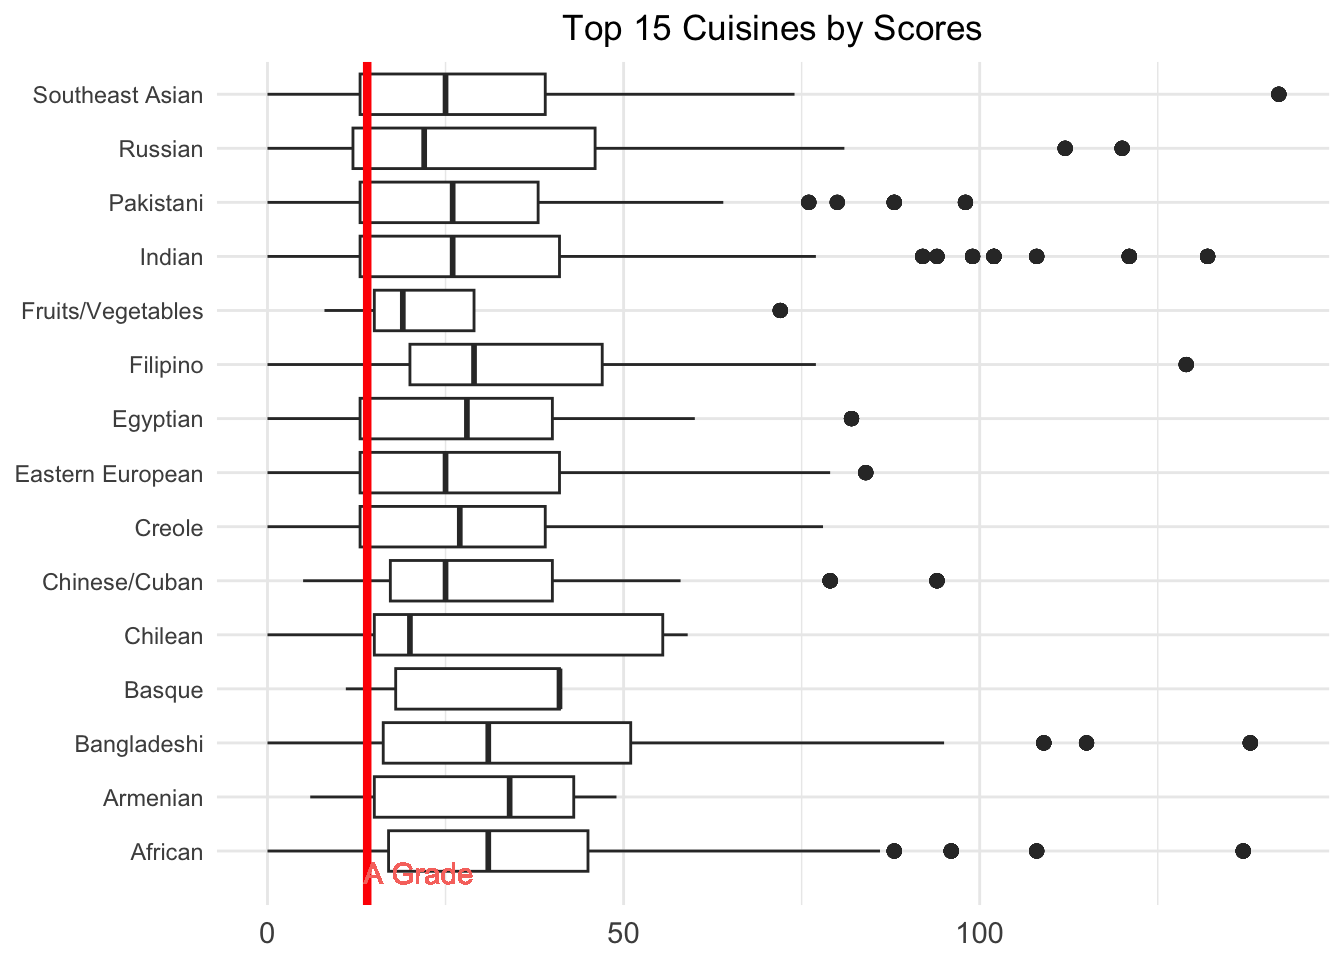 Top 15 Cuisines by Scores
Southeast Asian
Russian
Pakistani
Indian
Fruits/Vegetables
Filipino
Egyptian
Eastern European
Creole
Chinese/Cuban
Chilean
Basque
Bangladeshi
Armenian
African
A Grade
0 50 100